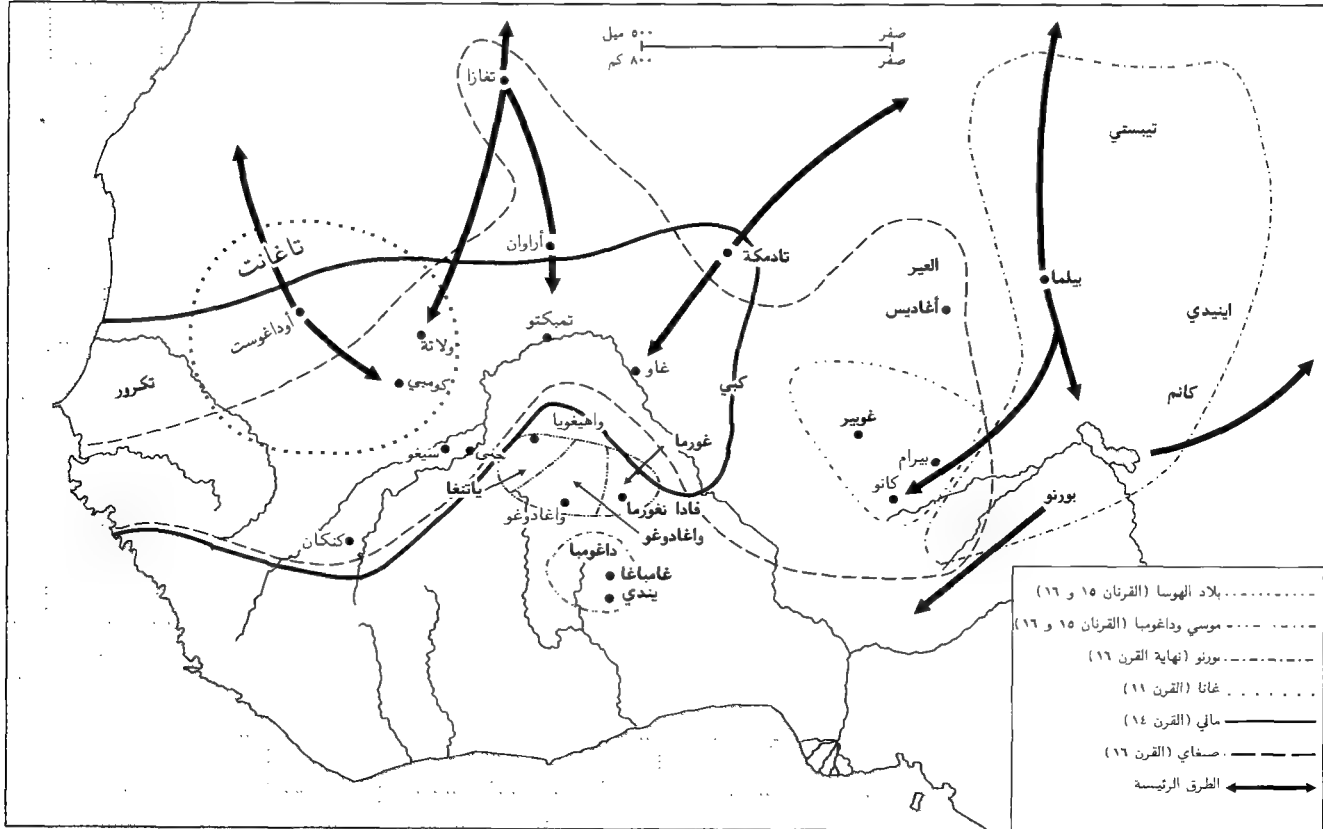 صفر ٥٠٠ ميل
صفر ٨٠٠ كم
تغازا
تيبستي
تاغانت
أراوان
تادمكة
العير
بيلما
أغاديس
اينيدي
أوداغوست
ولاتة
تمبكتو
غاو
كبي
كومبي
تكرور
كانم
غوبير
واهيغويا
غورما
سيغو
جنى
بيرام
كانو
ياتنغا
واغادوغو
فادا نغورما
واغادوغو
بورنو
كنكان
داغومبا
غامباغا
يندي
بلاد الهوسا (القرنان ١٥ و ١٦)
موسي وداغومبا (القرنان ١٥ و ١٦)
بورنو (نهاية القرن ١٦)
غانا (القرن ١١)
مالي (القرن ١٤)
صنغاي (القرن ١٦)
الطرق الرئيسة